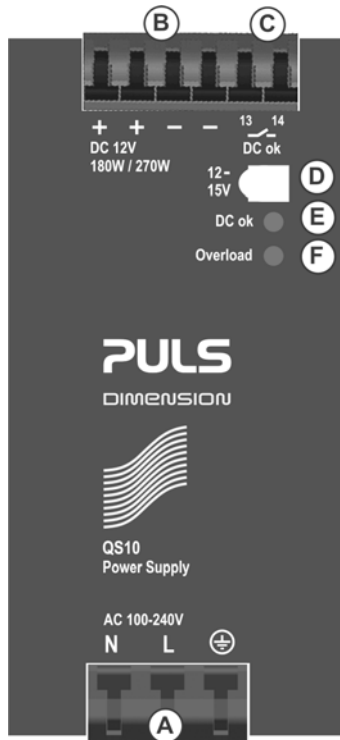 B C
+ + − − 13 14
DC 12V DC ok
180W / 270W
12-
15V D
DC ok E
Overload F
PULS
DIMENSION
QS10
Power Supply
AC 100-240V
N L
A